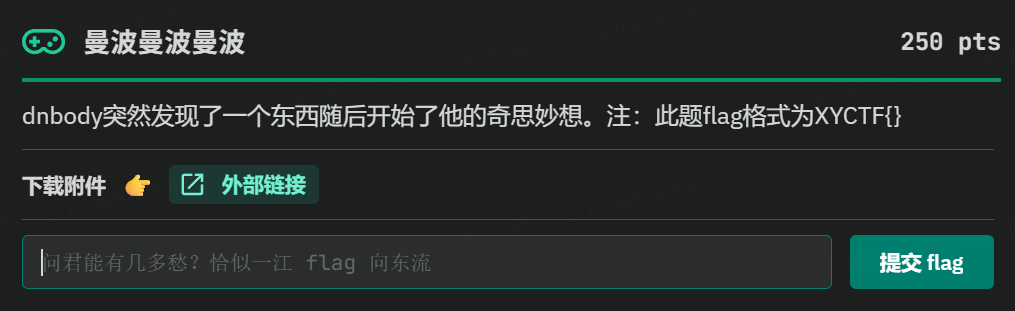 曼波曼波曼波
250 pts
dnbody突然发现了一个东西随后开始了他的奇思妙想。注：此题flag格式为XYCTF{}
下载附件 👉 外部链接
问君能有几多愁？恰似一江 flag 向东流
提交 flag